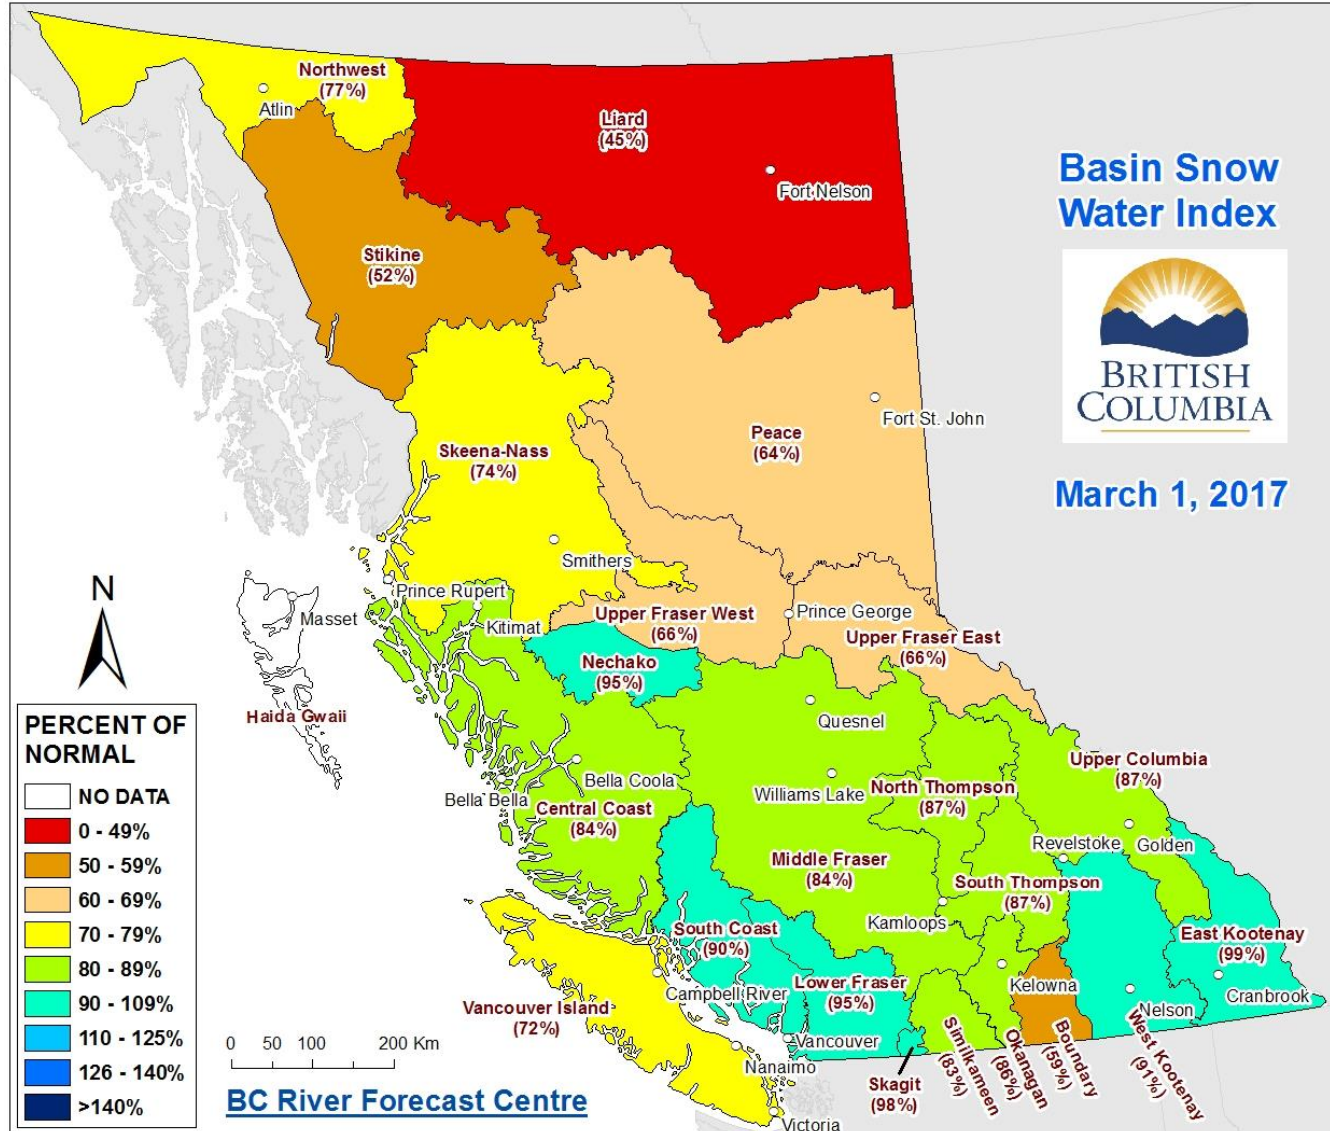 Northwest
(77%)
Atlin
Liard
(45%)
Fort Nelson
Basin Snow
Water Index
Stikine
(52%)
BRITISH
COLUMBIA
Fort St. John
Peace
(64%)
Skeena-Nass
(74%)
March 1, 2017
Smithers
N
Prince Rupert
Masset
Kitimat
Upper Fraser West
(66%)
Prince George
Upper Fraser East
(66%)
Nechako
(95%)
Haida Gwaii
Quesnel
PERCENT OF
NORMAL
NO DATA
0 - 49%
50 - 59%
60 - 69%
70 - 79%
80 - 89%
90 - 109%
110 - 125%
126 - 140%
>140%
Bella Coola
Bella Bella
Central Coast
(84%)
Williams Lake
North Thompson
(87%)
Upper Columbia
(87%)
Revelstoke
Golden
Middle Fraser
(84%)
South Thompson
(87%)
Kamloops
South Coast
(90%)
East Kootenay
(99%)
Lower Fraser
(95%)
Kelowna
Cranbrook
Campbell River
Nelson
Vancouver Island
(72%)
Vancouver
Nanaimo
Victoria
Skagit
(98%)
Similkameen
(83%)
Okanagan
(86%)
Boundary
(59%)
West Kootenay
(91%)
0 50 100 200 Km
BC River Forecast Centre